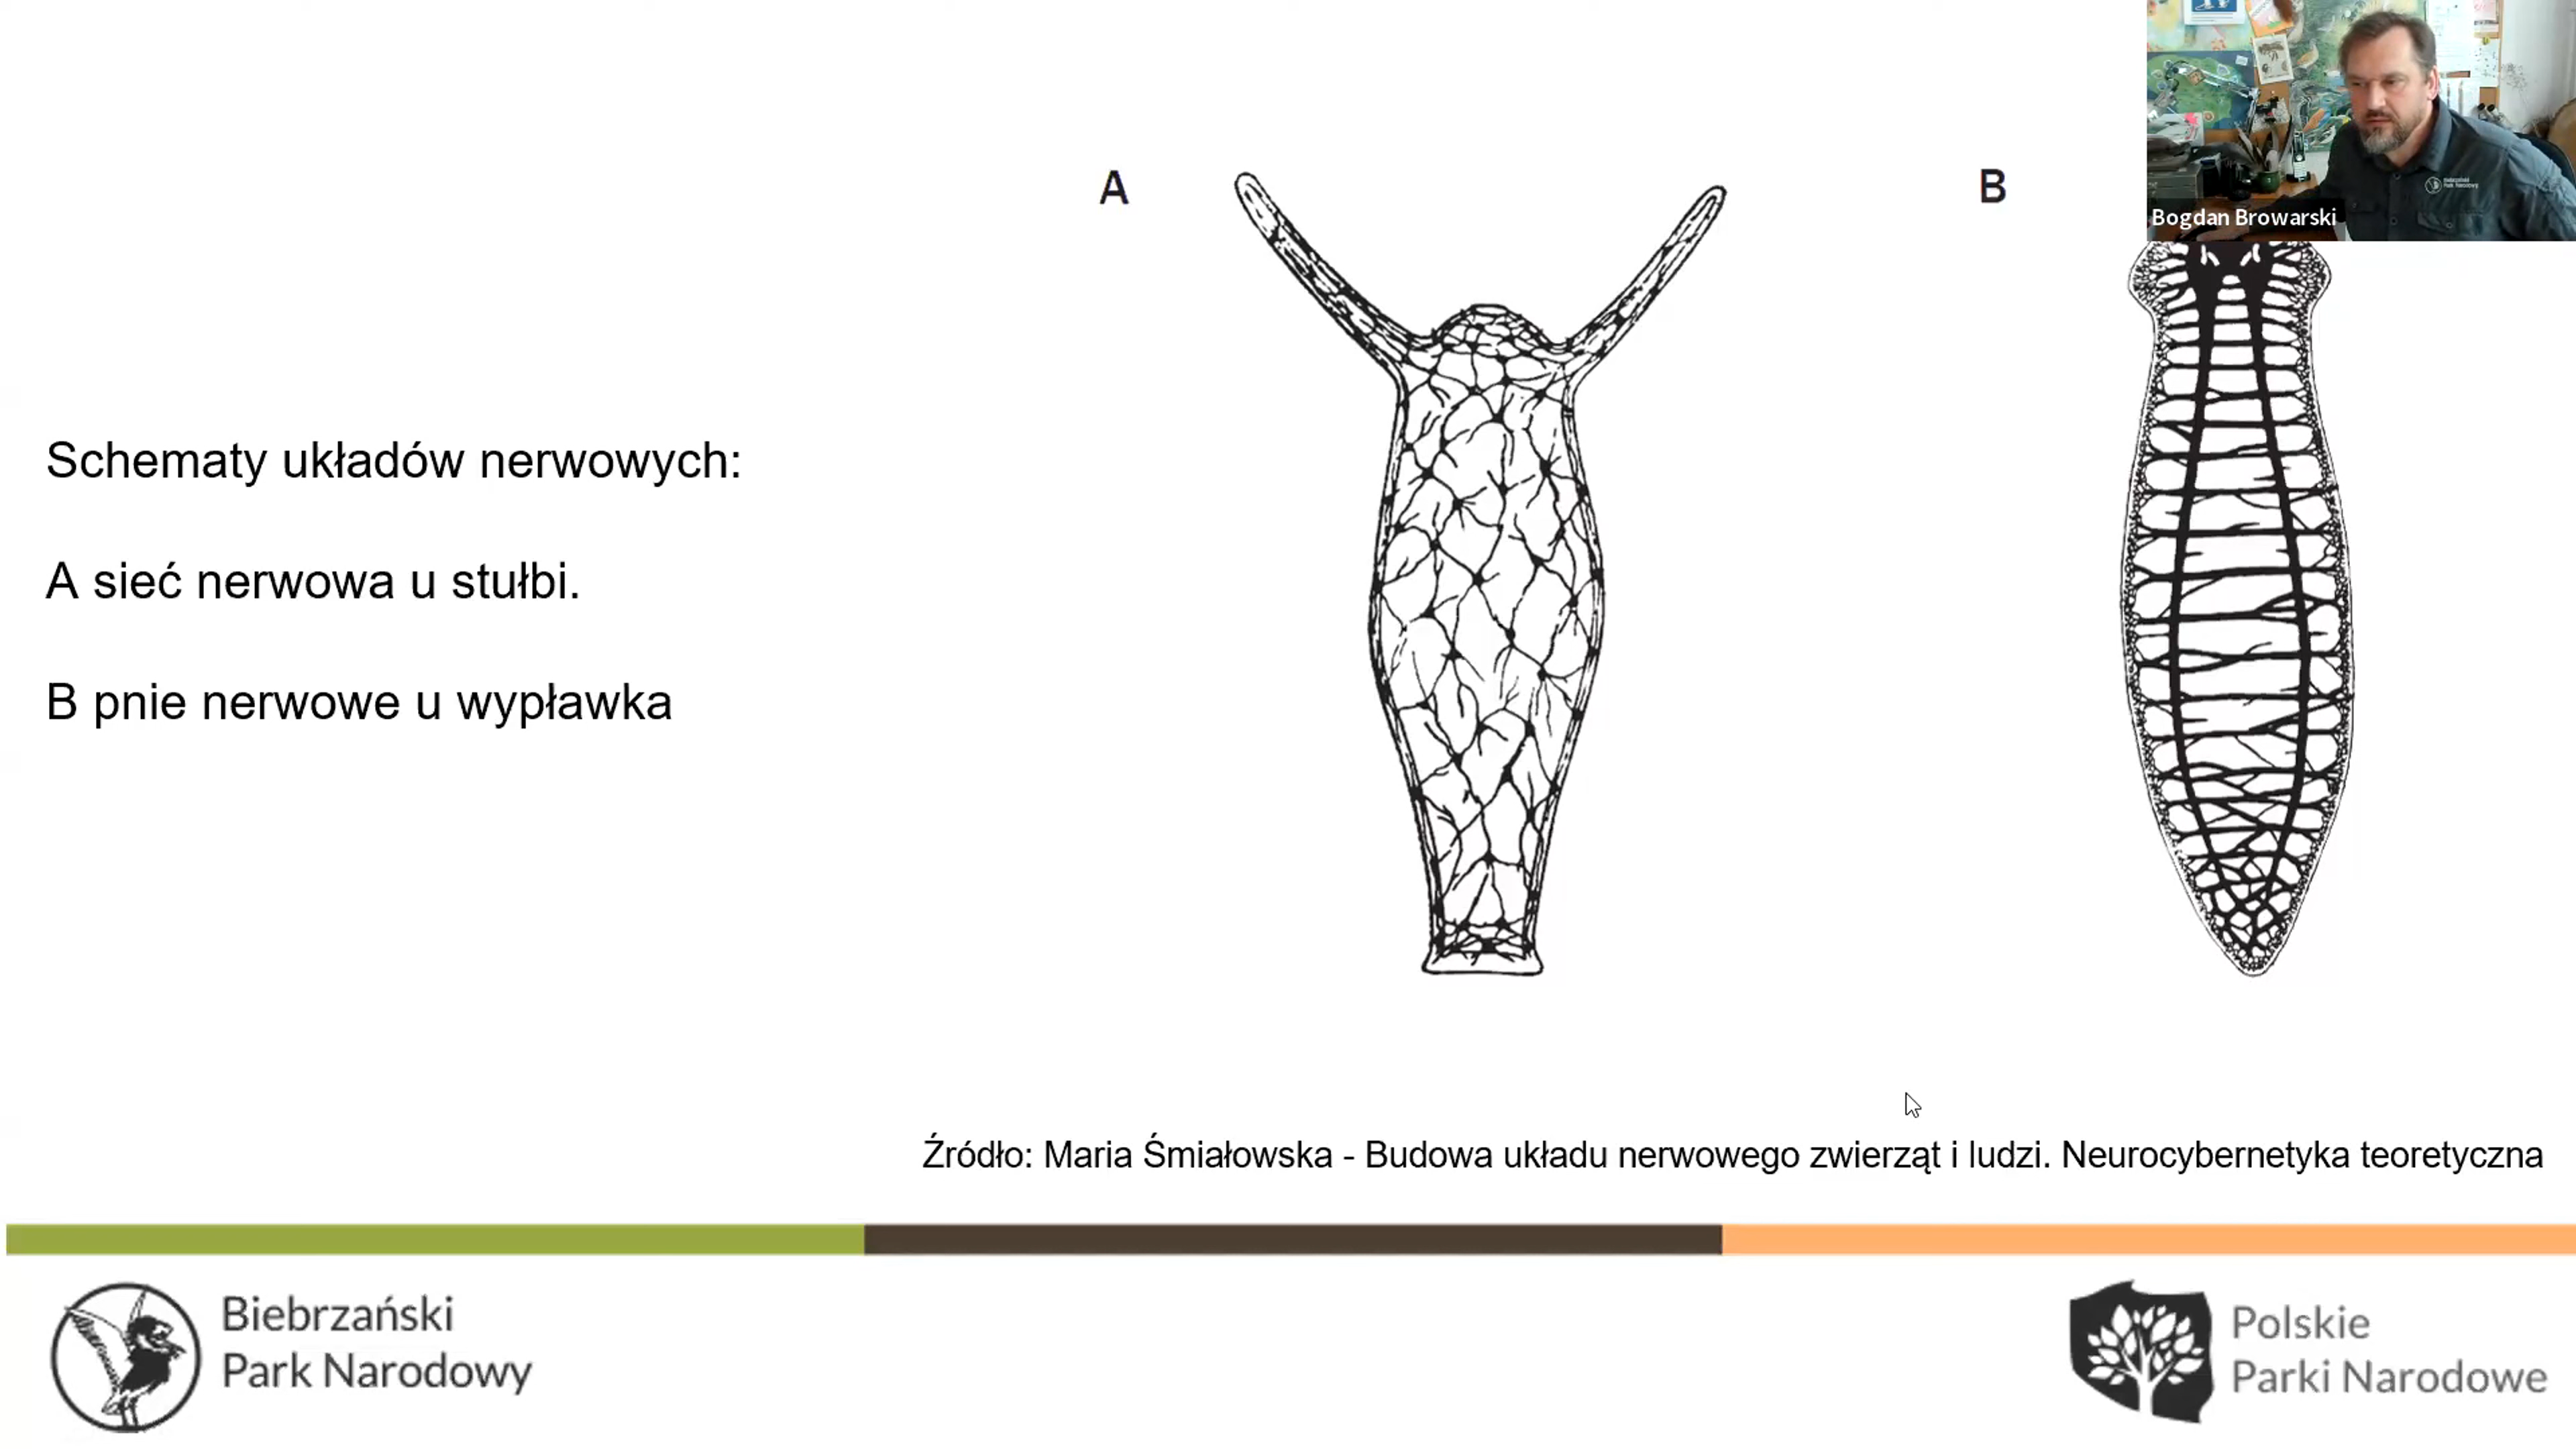 A
B
Bogdan Browarski
Schematy układów nerwowych:
A sieć nerwowa u stułbi.
B pnie nerwowe u wypławka
Źródło: Maria Śmiałowska - Budowa układu nerwowego zwierząt i ludzi. Neurocybernetyka teoretyczna
Biebrzański
Park Narodowy
Polskie
Parki Narodowe